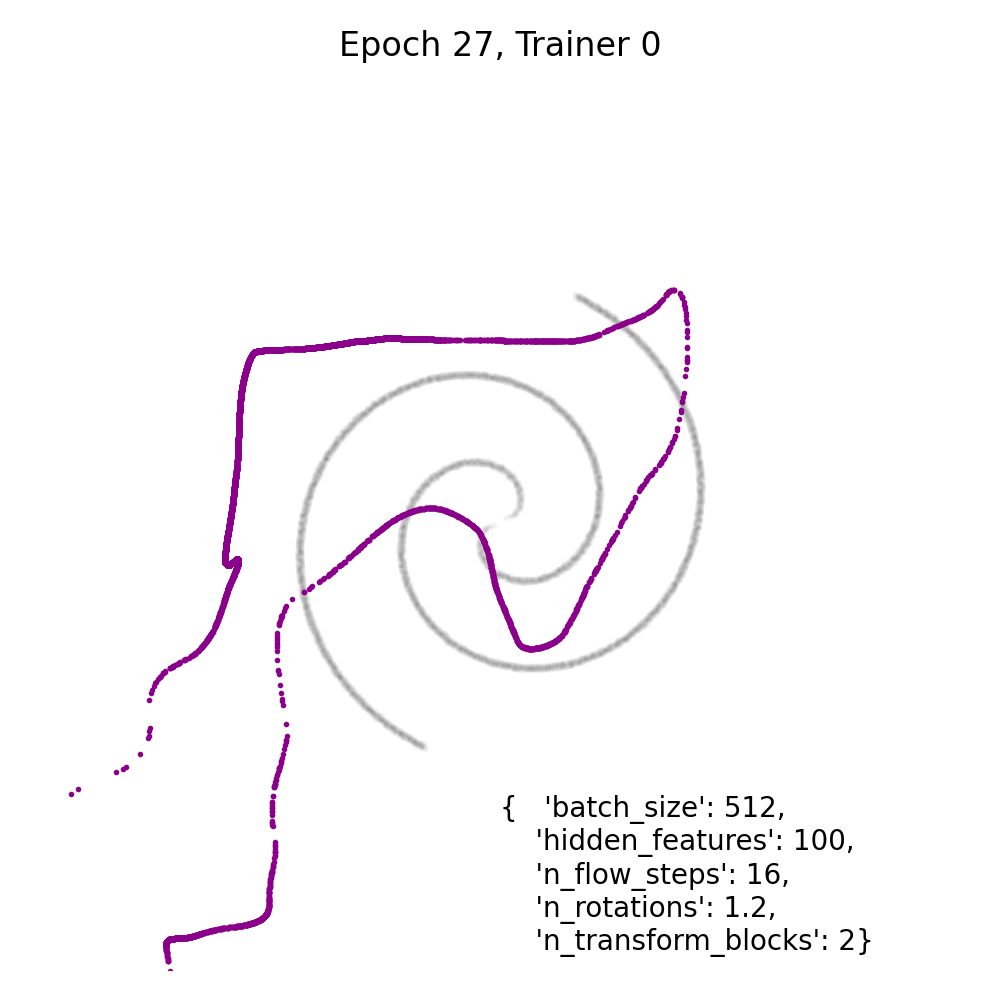 Epoch 27, Trainer 0
{   'batch_size': 512,
'hidden_features': 100,
'n_flow_steps': 16,
'n_rotations': 1.2,
'n_transform_blocks': 2}